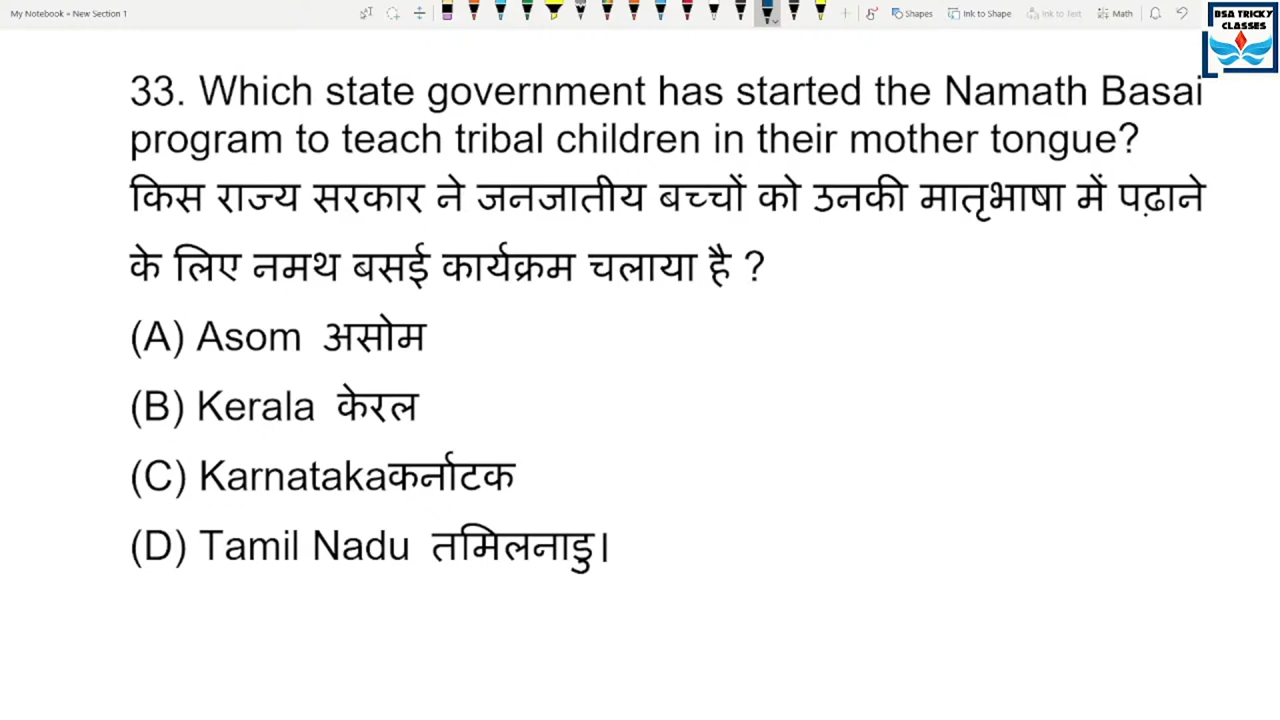 My Notebook » New Section 1
Shapes
Ink to Shape
Ink to Text
Math
BSA TRICKY
CLASSES
33. Which state government has started the Namath Basai
program to teach tribal children in their mother tongue?
किस राज्य सरकार ने जनजातीय बच्चों को उनकी मातृभाषा में पढ़ाने
के लिए नमथ बसई कार्यक्रम चलाया है ?
(A) Asom असोम
(B) Kerala केरल
(C) Karnatakaकर्नाटक
(D) Tamil Nadu तमिलनाडु।